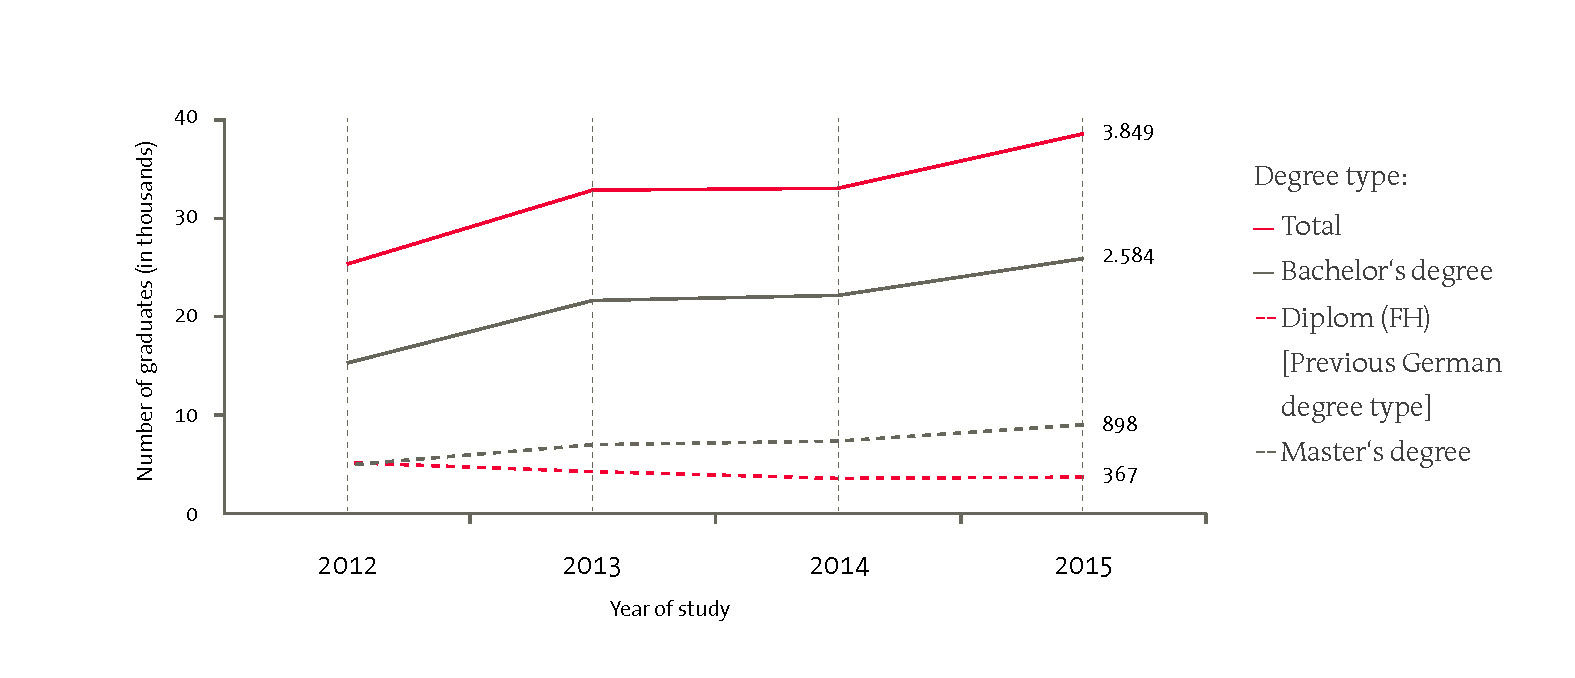 Number of graduates (in thousands)
40
30
20
10
0
3.849
2.584
898
367
2012
2013
2014
2015
Year of study
Degree type:
Total
Bachelor‘s degree
Diplom (FH)
[Previous German
degree type]
Master‘s degree